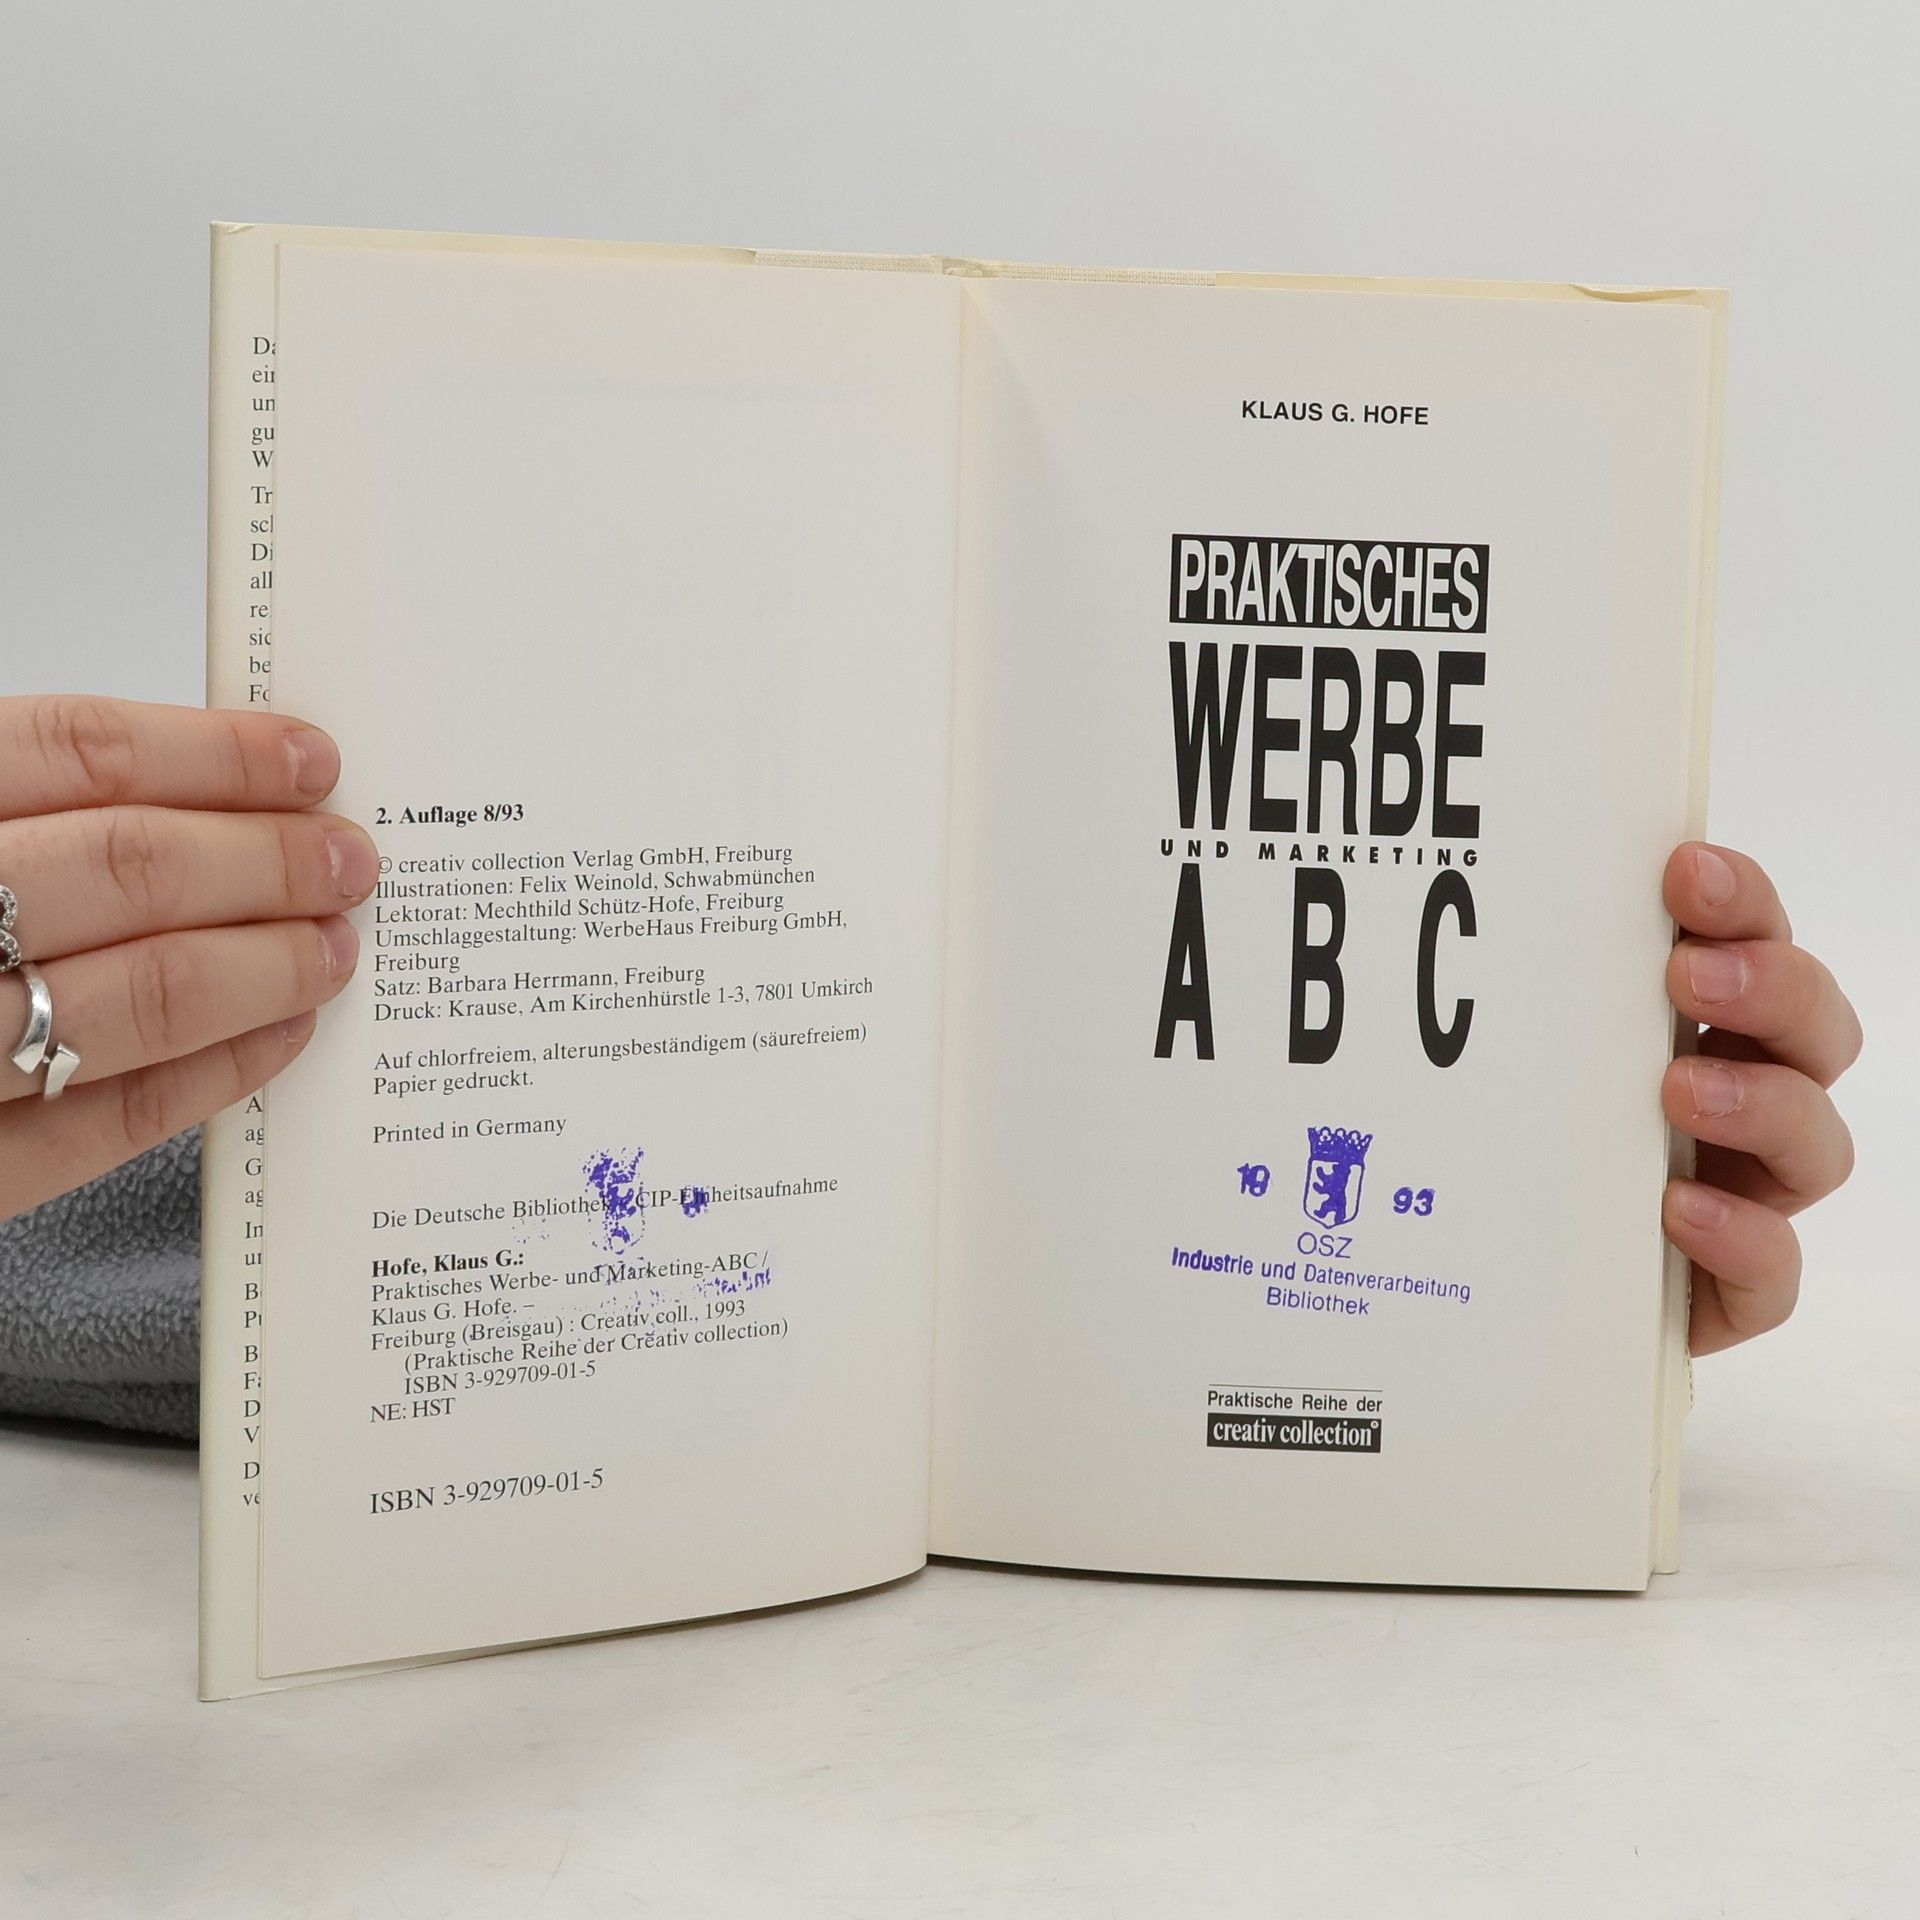 2. Auflage 8/93
© creativ collection Verlag GmbH, Freiburg
Illustrationen: Felix Weinold, Schwabmünchen
Lektorat: Mechthild Schütz-Hofe, Freiburg
Umschlaggestaltung: WerbeHaus Freiburg GmbH,
Freiburg
Satz: Barbara Herrmann, Freiburg
Druck: Krause, Am Kirchenhürstle 1-3, 7801 Umkirch
Auf chlorfreiem, alterungsbeständigem (säurefreiem)
Papier gedruckt.
Printed in Germany
Die Deutsche Bibliothek - CIP-Einheitsaufnahme
Hofe, Klaus G.:
Praktisches Werbe- und Marketing-ABC /
Klaus G. Hofe. –
Freiburg (Breisgau) : Creativ coll., 1993
(Praktische Reihe der Creativ collection)
ISBN 3-929709-01-5
NE: HST
ISBN 3-929709-01-5
KLAUS G. HOFE
PRAKTISCHES
WERBE
UND MARKETING
A B C
19 93
OSZ
Industrie und Datenverarbeitung
Bibliothek
Praktische Reihe der
creativ collection®